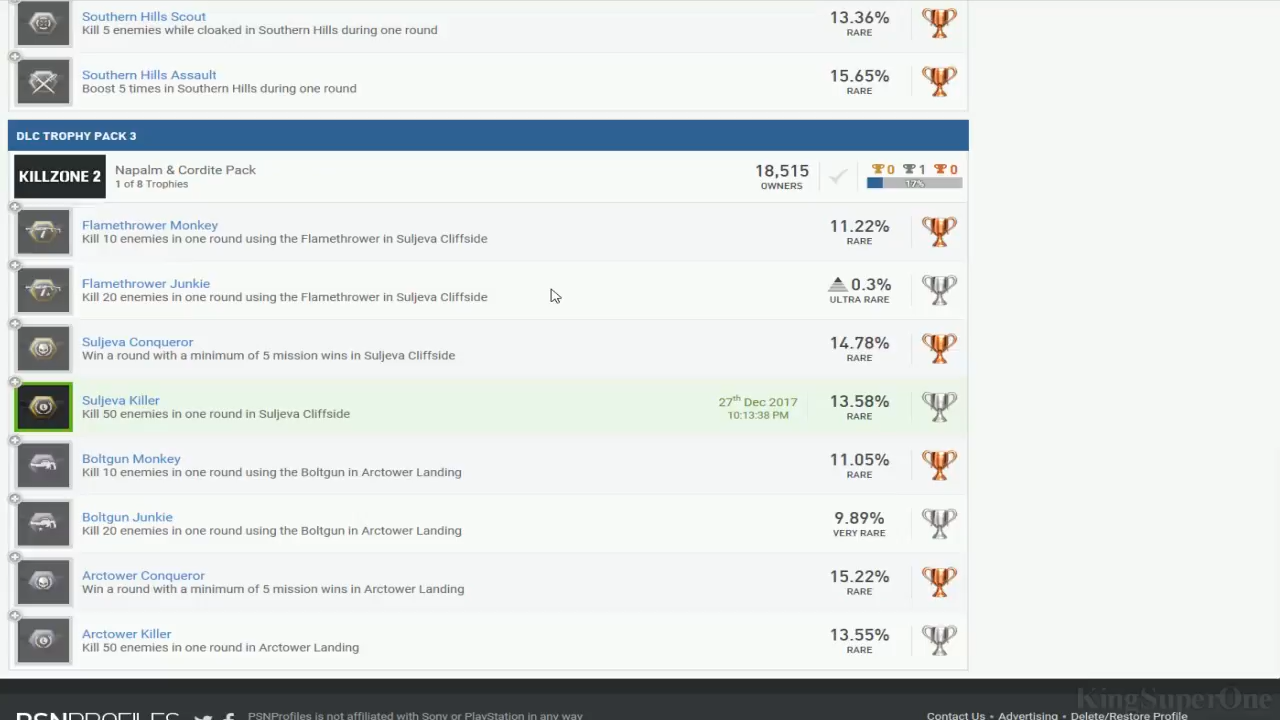 Southern Hills Scout
Kill 5 enemies while cloaked in Southern Hills during one round
13.36%
RARE
Southern Hills Assault
Boost 5 times in Southern Hills during one round
15.65%
RARE
DLC TROPHY PACK 3
KILLZONE 2
Napalm & Cordite Pack
1 of 8 Trophies
18,515
OWNERS
0 1 0
17%
Flamethrower Monkey
Kill 10 enemies in one round using the Flamethrower in Suljeva Cliffside
11.22%
RARE
Flamethrower Junkie
Kill 20 enemies in one round using the Flamethrower in Suljeva Cliffside
0.3%
ULTRA RARE
Suljeva Conqueror
Win a round with a minimum of 5 mission wins in Suljeva Cliffside
14.78%
RARE
Suljeva Killer
Kill 50 enemies in one round in Suljeva Cliffside
27th Dec 2017
10:13:38 PM
13.58%
RARE
Boltgun Monkey
Kill 10 enemies in one round using the Boltgun in Arctower Landing
11.05%
RARE
Boltgun Junkie
Kill 20 enemies in one round using the Boltgun in Arctower Landing
9.89%
VERY RARE
Arctower Conqueror
Win a round with a minimum of 5 mission wins in Arctower Landing
15.22%
RARE
Arctower Killer
Kill 50 enemies in one round in Arctower Landing
13.55%
RARE
KingSuperOne
PSNPROFILES
PSNProfiles is not affiliated with Sony or PlayStation in any way
Contact Us • Advertising • Delete/Restore Profile